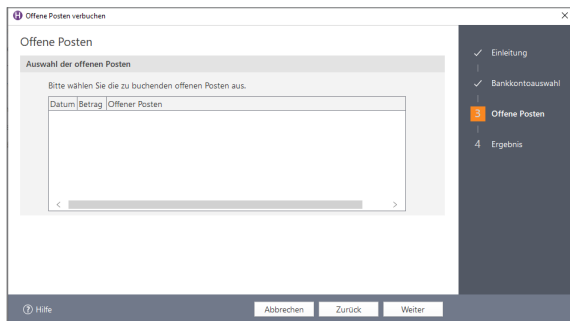 Offene Posten verbuchen
Offene Posten
Auswahl der offenen Posten
Bitte wählen Sie die zu buchenden offenen Posten aus.
Datum Betrag Offener Posten
Einleitung
Bankkontoauswahl
3 Offene Posten
4 Ergebnis
? Hilfe
Abbrechen Zurück Weiter